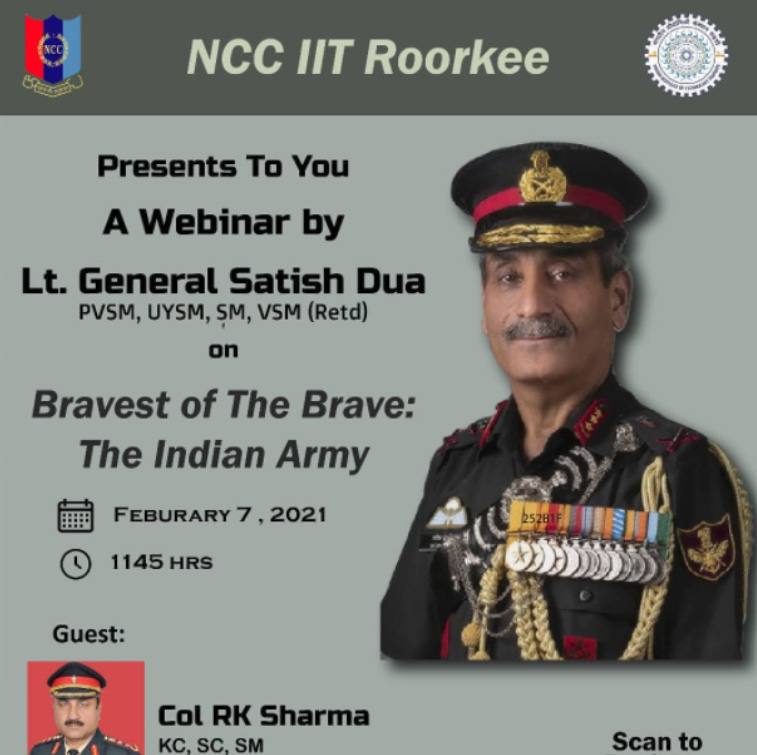 NCC
NCC IIT Roorkee
Presents To You
A Webinar by
Lt. General Satish Dua
PVSM, UYSM, SM, VSM (Retd)
on
Bravest of The Brave:
The Indian Army
FEBURARY 7 , 2021
1145 HRS
252B1F
Guest:
Col RK Sharma
KC, SC, SM
Scan to